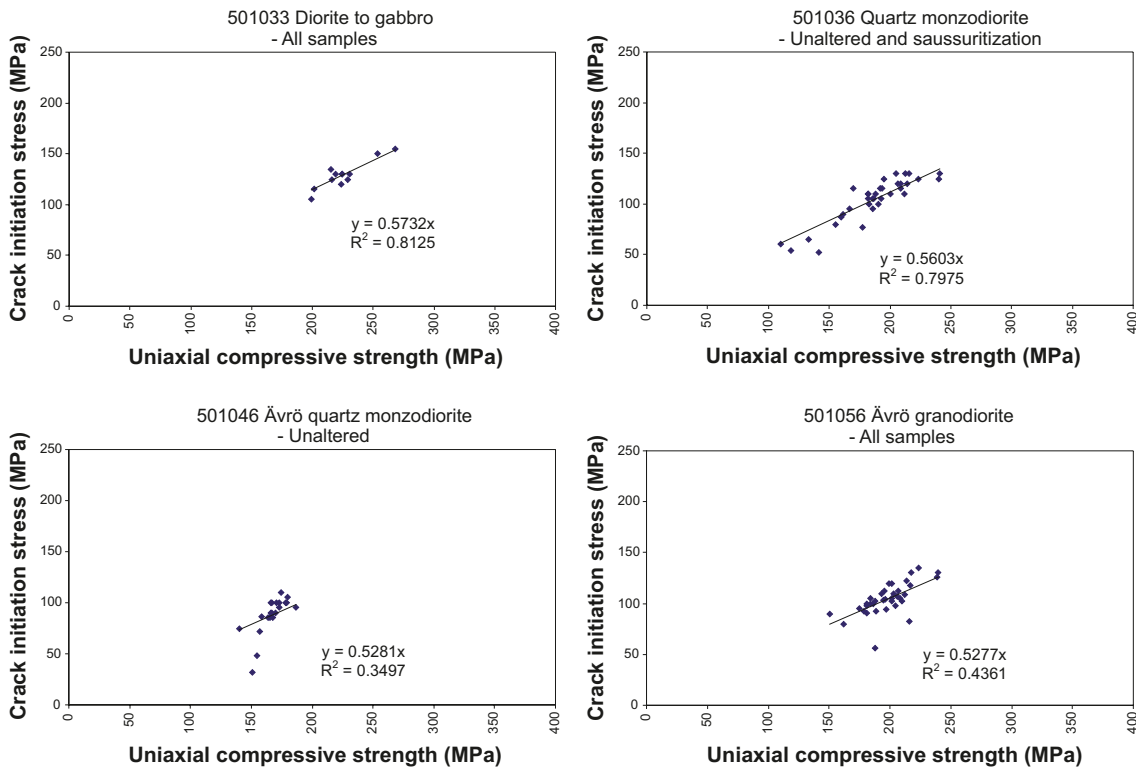 501033 Diorite to gabbro
- All samples
Crack initiation stress (MPa)
250
200
150
100
50
0
y = 0.5732x
R² = 0.8125
0
50
100
150
200
250
300
350
400
Uniaxial compressive strength (MPa)
501036 Quartz monzodiorite
- Unaltered and saussuritization
Crack initiation stress (MPa)
250
200
150
100
50
0
y = 0.5603x
R² = 0.7975
0
50
100
150
200
250
300
350
400
Uniaxial compressive strength (MPa)
501046 Ävrö quartz monzodiorite
- Unaltered
Crack initiation stress (MPa)
250
200
150
100
50
0
y = 0.5281x
R² = 0.3497
0
50
100
150
200
250
300
350
400
Uniaxial compressive strength (MPa)
501056 Ävrö granodiorite
- All samples
Crack initiation stress (MPa)
250
200
150
100
50
0
y = 0.5277x
R² = 0.4361
0
50
100
150
200
250
300
350
400
Uniaxial compressive strength (MPa)